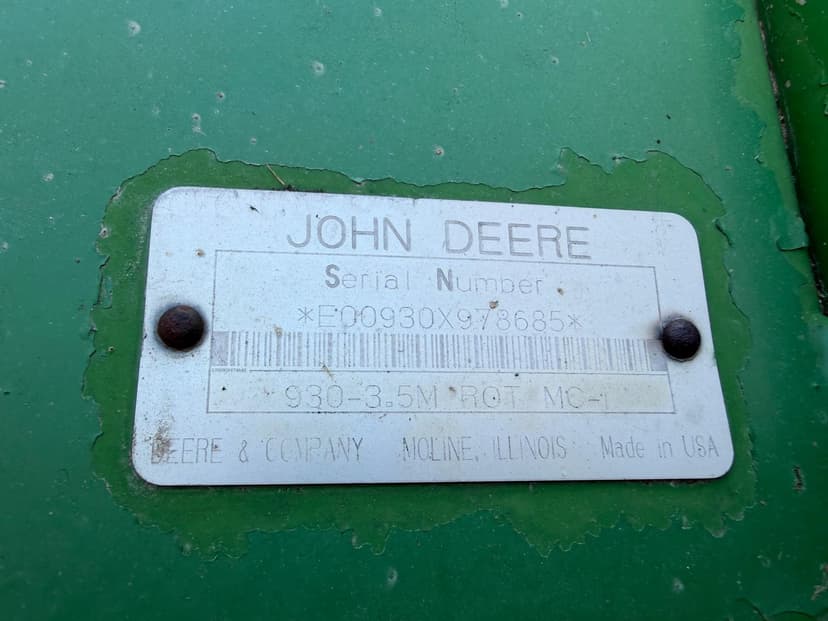 JOHN DEERE
Serial Number
*E00930X978685*
930-3.5M ROT MC-1
DEERE & COMPANY MOLINE, ILLINOIS Made in USA